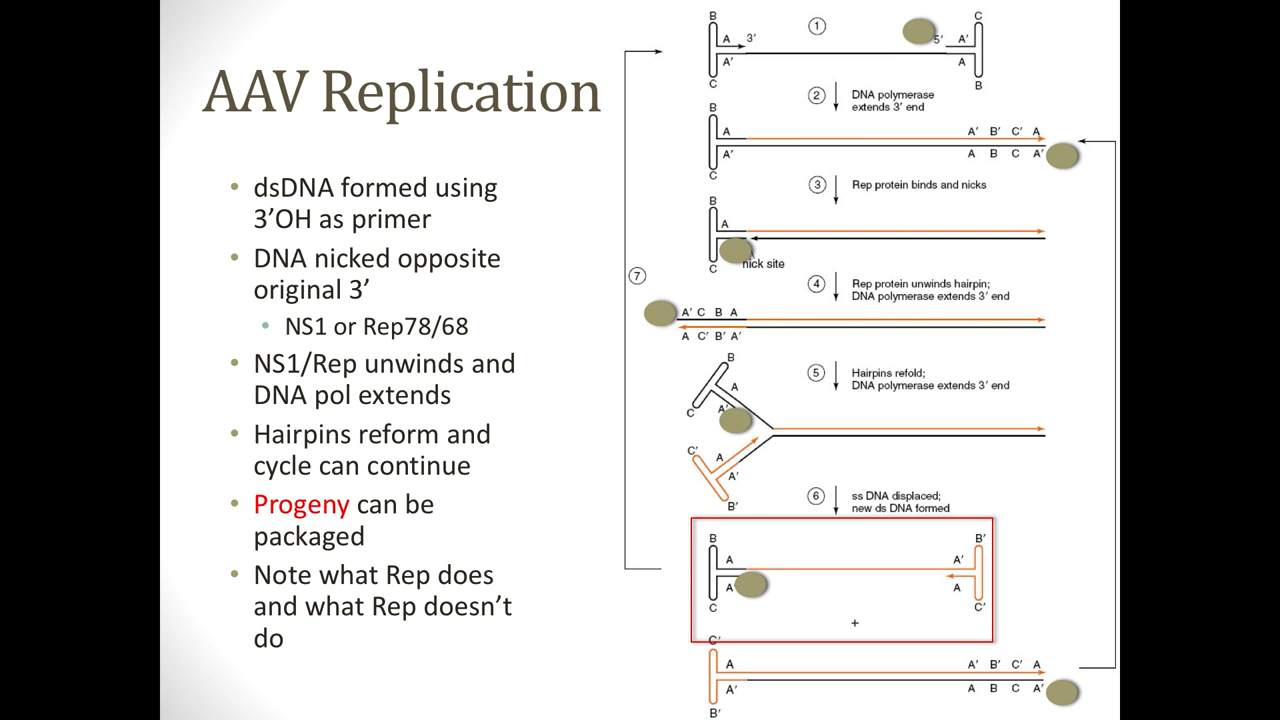 AAV Replication
• dsDNA formed using
3’OH as primer
• DNA nicked opposite
original 3’
• NS1 or Rep78/68
• NS1/Rep unwinds and
DNA pol extends
• Hairpins reform and
cycle can continue
• Progeny can be
packaged
• Note what Rep does
and what Rep doesn’t
do
B C
A 3′ 1 5′ A′
A′ A
C B
2 DNA polymerase
extends 3′ end
B
A A′ B′ C′ A
A′ A B C A′
C
3 Rep protein binds and nicks
B
A
C nick site
7
4 Rep protein unwinds hairpin;
DNA polymerase extends 3′ end
A′ C B A
A C′ B′ A′
5 Hairpins refold;
DNA polymerase extends 3′ end
B
A
C A′
C′ A
A′
B′
6 ss DNA displaced;
new ds DNA formed
B B′
A A′
A′ A
C C′
+
C′
A A′ B′ C′ A
A′ A B C A′
B′